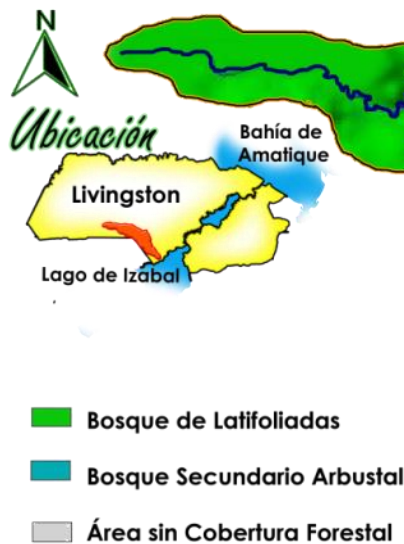 N
Ubicación
Bahía de
Amatique
Livingston
Lago de Izabal
Bosque de Latifoliadas
Bosque Secundario Arbustal
Área sin Cobertura Forestal